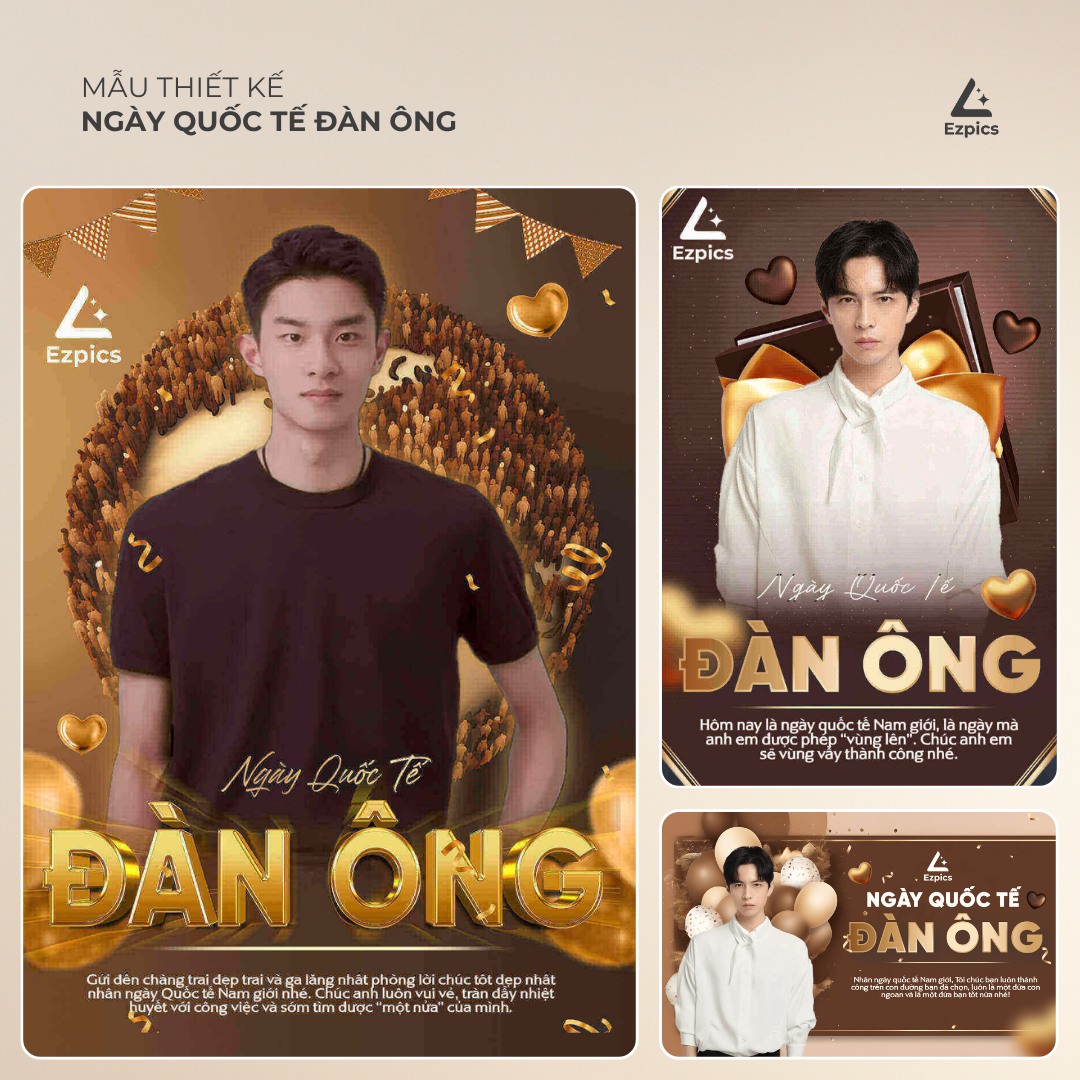 MẪU THIẾT KẾ
NGÀY QUỐC TẾ ĐÀN ÔNG
Ezpics
Ezpics
Ngày Quốc Tế
ĐÀN ÔNG
Gửi đến chàng trai đẹp trai và ga lăng nhất phòng lời chúc tốt đẹp nhất
nhân ngày Quốc tế Nam giới nhé. Chúc anh luôn vui vẻ, tràn đầy nhiệt
huyết với công việc và sớm tìm được "một nửa" của mình.
Ezpics
Ngày Quốc Tế
ĐÀN ÔNG
Hôm nay là ngày quốc tế Nam giới, là ngày mà
anh em được phép "vùng lên". Chúc anh em
sẽ vùng vẫy thành công nhé.
Ezpics
NGÀY QUỐC TẾ
ĐÀN ÔNG
Nhân ngày quốc tế Nam giới, Tôi chúc bạn luôn thành
công trên con đường bạn đã chọn, luôn là một đứa con
ngoan và là một đứa bạn tốt nữa nhé!